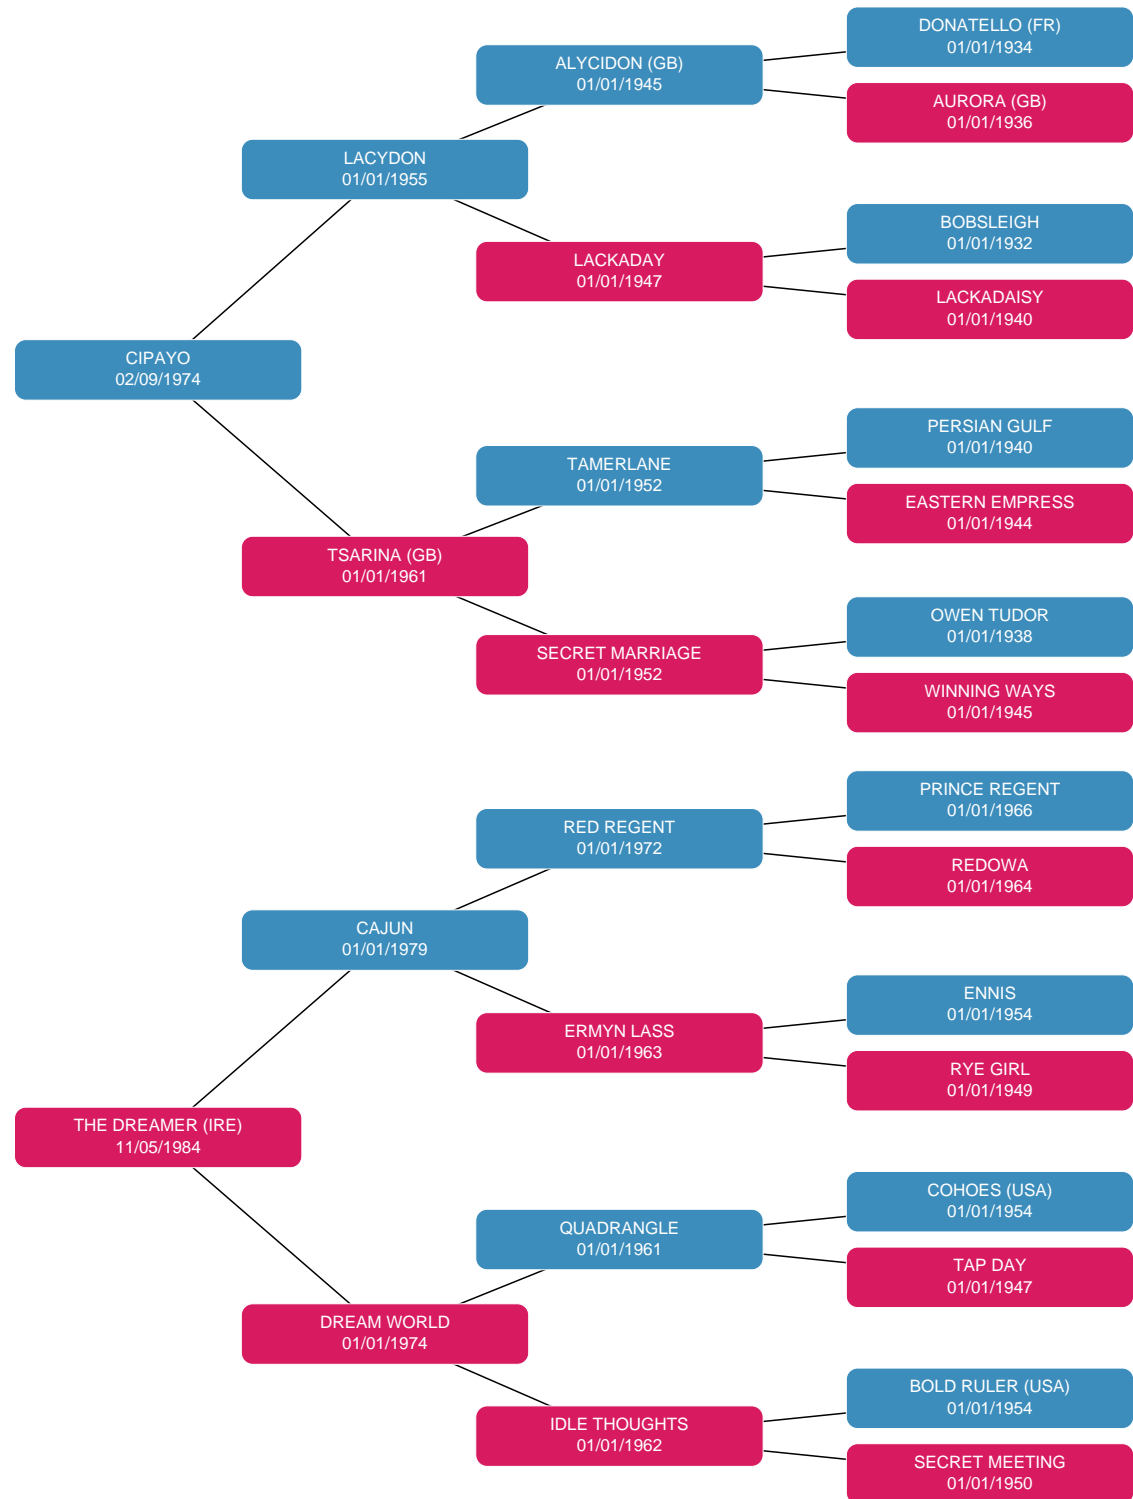 DONATELLO (FR)
01/01/1934
ALYCIDON (GB)
01/01/1945
AURORA (GB)
01/01/1936
LACYDON
01/01/1955
BOBSLEIGH
01/01/1932
LACKADAY
01/01/1947
LACKADAISY
01/01/1940
CIPAYO
02/09/1974
PERSIAN GULF
01/01/1940
TAMERLANE
01/01/1952
EASTERN EMPRESS
01/01/1944
TSARINA (GB)
01/01/1961
OWEN TUDOR
01/01/1938
SECRET MARRIAGE
01/01/1952
WINNING WAYS
01/01/1945
PRINCE REGENT
01/01/1966
RED REGENT
01/01/1972
REDOWA
01/01/1964
CAJUN
01/01/1979
ENNIS
01/01/1954
ERMYN LASS
01/01/1963
RYE GIRL
01/01/1949
THE DREAMER (IRE)
11/05/1984
COHOES (USA)
01/01/1954
QUADRANGLE
01/01/1961
TAP DAY
01/01/1947
DREAM WORLD
01/01/1974
BOLD RULER (USA)
01/01/1954
IDLE THOUGHTS
01/01/1962
SECRET MEETING
01/01/1950